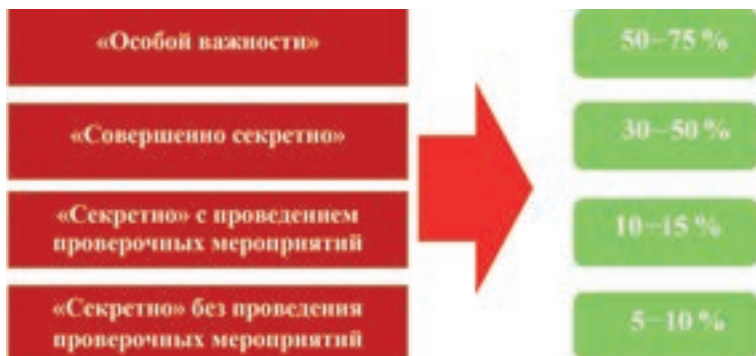 «Особой важности»
50–75 %
«Совершенно секретно»
30–50 %
«Секретно» с проведением
проверочных мероприятий
10–15 %
«Секретно» без проведения
проверочных мероприятий
5–10 %